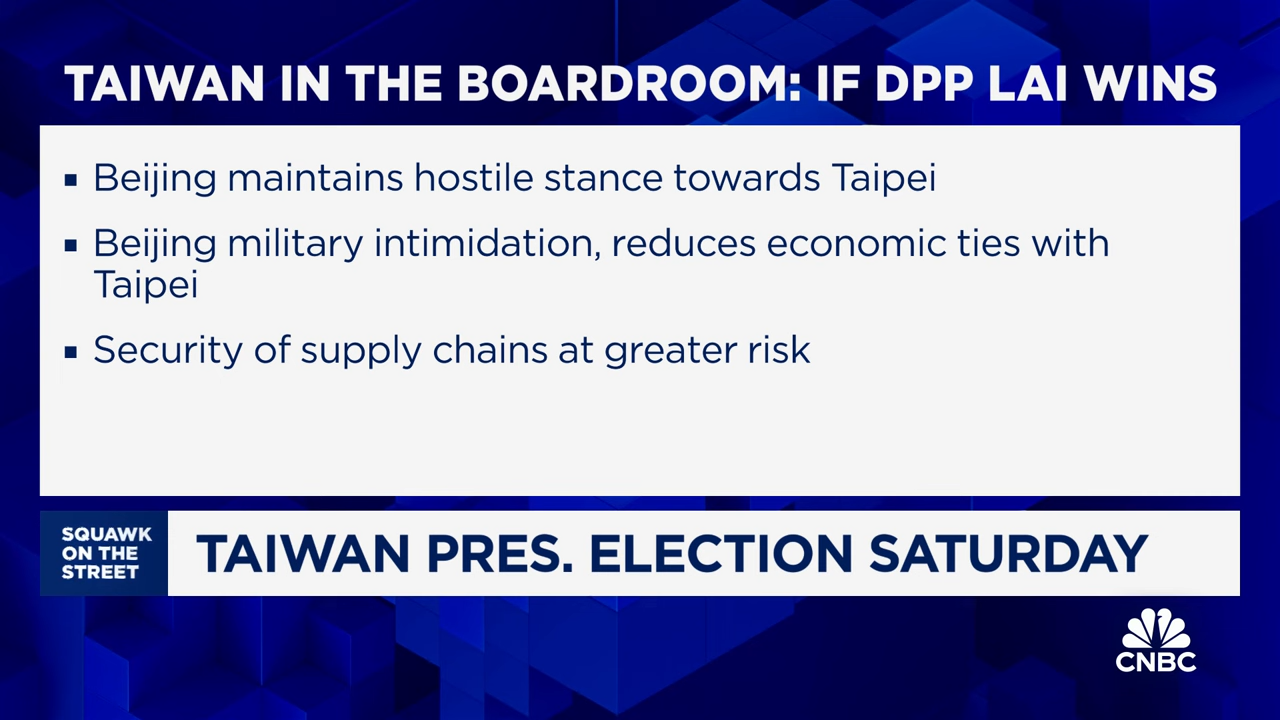 TAIWAN IN THE BOARDROOM: IF DPP LAI WINS
▪ Beijing maintains hostile stance towards Taipei
▪ Beijing military intimidation, reduces economic ties with
Taipei
▪ Security of supply chains at greater risk
SQUAWK
ON THE
STREET
TAIWAN PRES. ELECTION SATURDAY
CNBC